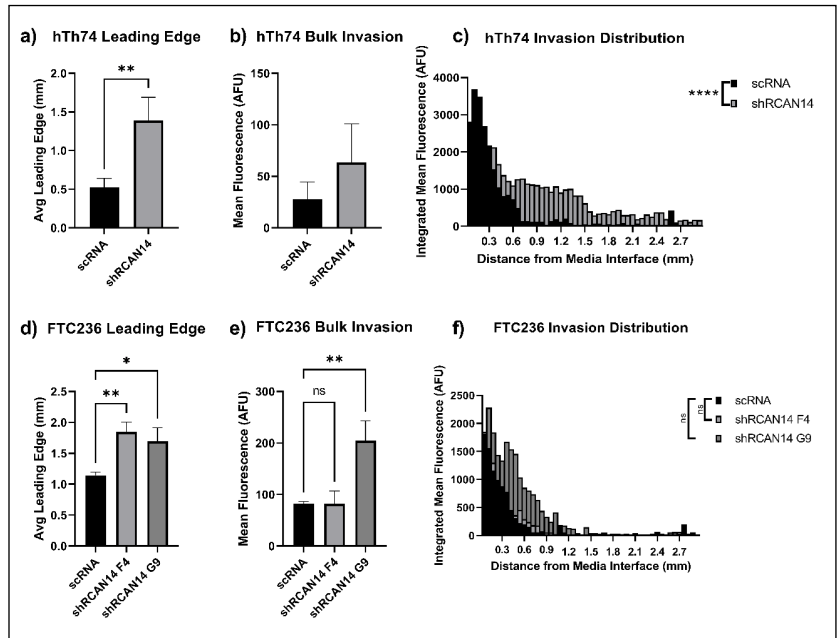 a) hTh74 Leading Edge
Avg Leading Edge (mm)
2.0
1.5
1.0
0.5
0.0
**
scRNA
shRCAN14
b) hTh74 Bulk Invasion
Mean Fluorescence (AFU)
150
100
50
0
scRNA
shRCAN14
c) hTh74 Invasion Distribution
Integrated Mean Fluorescence (AFU)
4000
3000
2000
1000
0
0.3 0.6 0.9 1.2 1.5 1.8 2.1 2.4 2.7
Distance from Media Interface (mm)
****
scRNA
shRCAN14
d) FTC236 Leading Edge
Avg Leading Edge (mm)
2.5
2.0
1.5
1.0
0.5
0.0
*
**
scRNA
shRCAN14 F4
shRCAN14 G9
e) FTC236 Bulk Invasion
Mean Fluorescence (AFU)
300
200
100
0
**
ns
scRNA
shRCAN14 F4
shRCAN14 G9
f) FTC236 Invasion Distribution
Integrated Mean Fluorescence (AFU)
2500
2000
1500
1000
500
0
0.3 0.6 0.9 1.2 1.5 1.8 2.1 2.4 2.7
Distance from Media Interface (mm)
ns
ns
scRNA
shRCAN14 F4
shRCAN14 G9